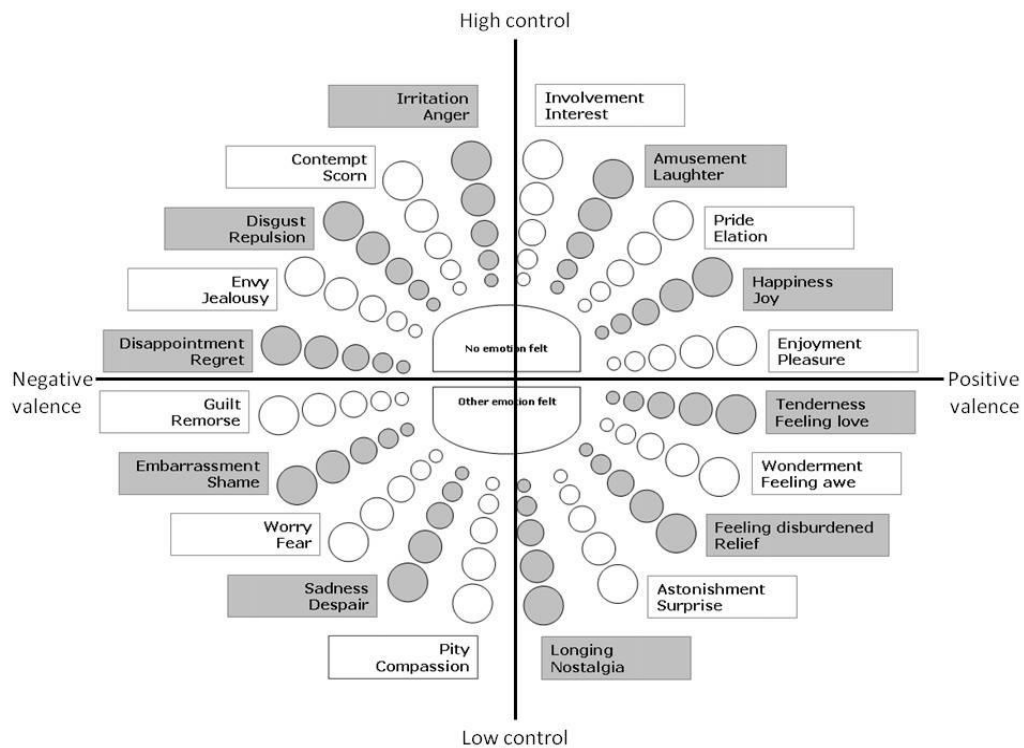 High control
Irritation
Anger
Involvement
Interest
Contempt
Scorn
Amusement
Laughter
Disgust
Repulsion
Pride
Elation
Envy
Jealousy
Happiness
Joy
Disappointment
Regret
No emotion felt
Enjoyment
Pleasure
Negative
valence
Positive
valence
Guilt
Remorse
Other emotion felt
Tenderness
Feeling love
Embarrassment
Shame
Wonderment
Feeling awe
Worry
Fear
Feeling disburdened
Relief
Sadness
Despair
Astonishment
Surprise
Pity
Compassion
Longing
Nostalgia
Low control